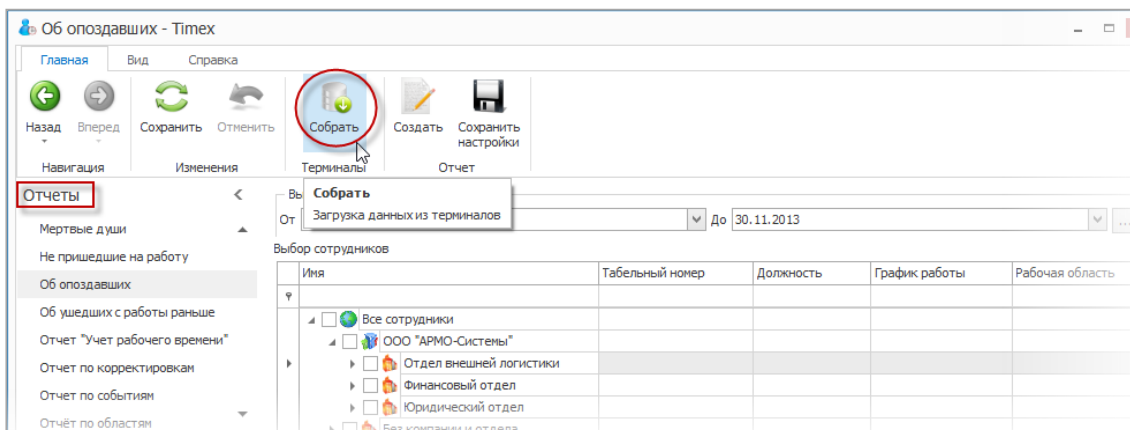 Об опоздавших - Timex
Главная Вид Справка
Назад Вперед Сохранить Отменить Собрать Создать Сохранить настройки
Навигация Изменения Терминалы Отчет
Отчеты
Собрать
Загрузка данных из терминалов
От До 30.11.2013
Мертвые души
Не пришедшие на работу
Об опоздавших
Об ушедших с работы раньше
Отчет "Учет рабочего времени"
Отчет по корректировкам
Отчет по событиям
Отчёт по областям
Выбор сотрудников
Имя Табельный номер Должность График работы Рабочая область
Все сотрудники
ООО "АРМО-Системы"
Отдел внешней логистики
Финансовый отдел
Юридический отдел
Без компании и отдела